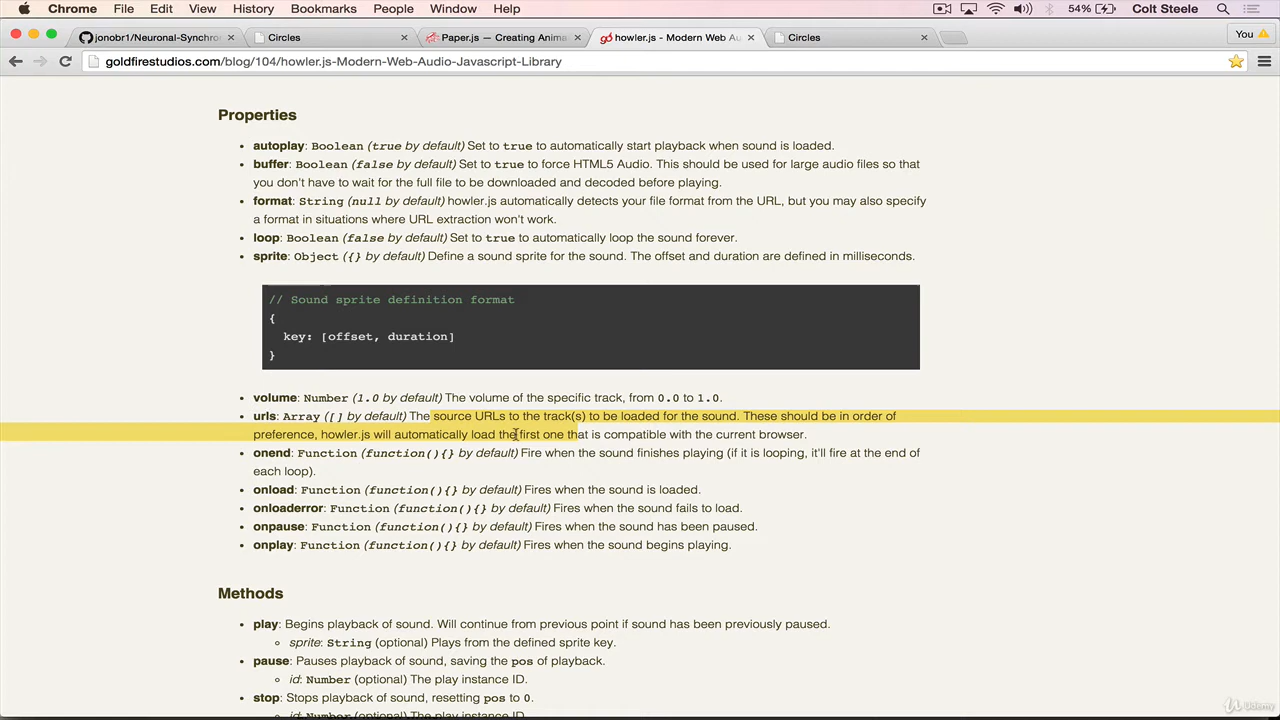 Chrome File Edit View History Bookmarks People Window Help 54% Colt Steele
jonobr1/Neuronal-Synchro Circles Paper.js — Creating Anima howler.js - Modern Web Au Circles You
goldfirestudios.com/blog/104/howler.js-Modern-Web-Audio-Javascript-Library
Properties
• autoplay: Boolean (true by default) Set to true to automatically start playback when sound is loaded.
• buffer: Boolean (false by default) Set to true to force HTML5 Audio. This should be used for large audio files so that
you don't have to wait for the full file to be downloaded and decoded before playing.
• format: String (null by default) howler.js automatically detects your file format from the URL, but you may also specify
a format in situations where URL extraction won't work.
• loop: Boolean (false by default) Set to true to automatically loop the sound forever.
• sprite: Object ({} by default) Define a sound sprite for the sound. The offset and duration are defined in milliseconds.
// Sound sprite definition format
{
key: [offset, duration]
}
• volume: Number (1.0 by default) The volume of the specific track, from 0.0 to 1.0.
• urls: Array ([] by default) The source URLs to the track(s) to be loaded for the sound. These should be in order of
preference, howler.js will automatically load the first one that is compatible with the current browser.
• onend: Function (function(){} by default) Fire when the sound finishes playing (if it is looping, it'll fire at the end of
each loop).
• onload: Function (function(){} by default) Fires when the sound is loaded.
• onloaderror: Function (function(){} by default) Fires when the sound fails to load.
• onpause: Function (function(){} by default) Fires when the sound has been paused.
• onplay: Function (function(){} by default) Fires when the sound begins playing.
Methods
• play: Begins playback of sound. Will continue from previous point if sound has been previously paused.
◦ sprite: String (optional) Plays from the defined sprite key.
• pause: Pauses playback of sound, saving the pos of playback.
◦ id: Number (optional) The play instance ID.
• stop: Stops playback of sound, resetting pos to 0.
◦ id: Number (optional) The play instance ID.
Udemy